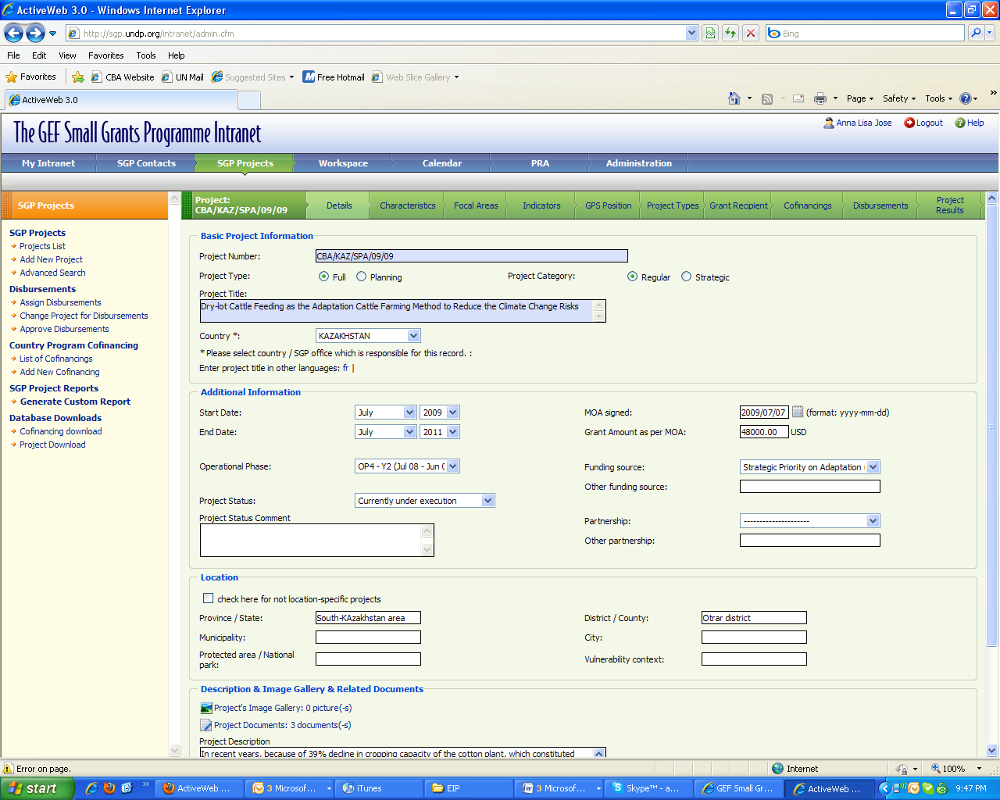 ActiveWeb 3.0 - Windows Internet Explorer
http://sgp.undp.org/intranet/admin.cfm
Bing
File Edit View Favorites Tools Help
Favorites CBA Website UN Mail Suggested Sites Free Hotmail Web Slice Gallery
ActiveWeb 3.0
Page Safety Tools
The GEF Small Grants Programme Intranet
Anna Lisa Jose Logout Help
My Intranet SGP Contacts SGP Projects Workspace Calendar PRA Administration
SGP Projects
SGP Projects
Projects List
Add New Project
Advanced Search
Disbursements
Assign Disbursements
Change Project for Disbursements
Approve Disbursements
Country Program Cofinancing
List of Cofinancings
Add New Cofinancing
SGP Project Reports
Generate Custom Report
Database Downloads
Cofinancing download
Project Download
Project:
CBA/KAZ/SPA/09/09
Details Characteristics Focal Areas Indicators GPS Position Project Types Grant Recipient Cofinancings Disbursements Project Results
Basic Project Information
Project Number: CBA/KAZ/SPA/09/09
Project Type: Full Planning Project Category: Regular Strategic
Project Title:
Dry-lot Cattle Feeding as the Adaptation Cattle Farming Method to Reduce the Climate Change Risks
Country *: KAZAKHSTAN
* Please select country / SGP office which is responsible for this record. :
Enter project title in other languages: fr |
Additional Information
Start Date: July 2009 MOA signed: 2009/07/07 (format: yyyy-mm-dd)
End Date: July 2011 Grant Amount as per MOA: 48000.00 USD
Operational Phase: OP4 - Y2 (Jul 08 - Jun 0 Funding source: Strategic Priority on Adaptation (
Other funding source:
Project Status: Currently under execution
Project Status Comment
Partnership: ---------------------
Other partnership:
Location
check here for not location-specific projects
Province / State: South-KAzakhstan area District / County: Otrar district
Municipality: City:
Protected area / National park: Vulnerability context:
Description & Image Gallery & Related Documents
Project's Image Gallery: 0 picture(-s)
Project Documents: 3 documents(-s)
Project Description
In recent years, because of 39% decline in cropping capacity of the cotton plant, which constituted
Error on page. Internet 100%
start ActiveWeb ... 3 Microsof... iTunes EIP 3 Microsof... Skype™ - a... GEF Small Gr... ActiveWeb ... 9:47 PM